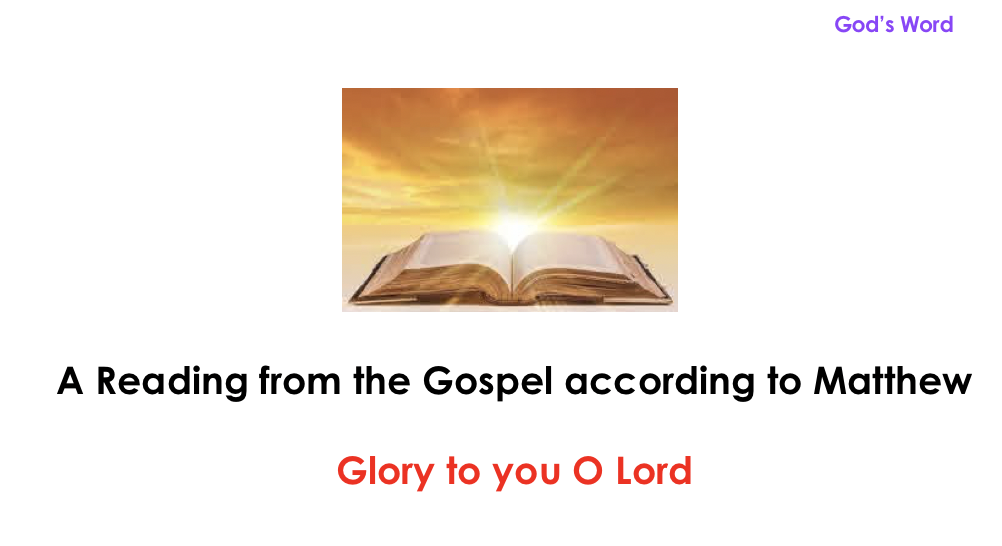 God’s Word
A Reading from the Gospel according to Matthew
Glory to you O Lord